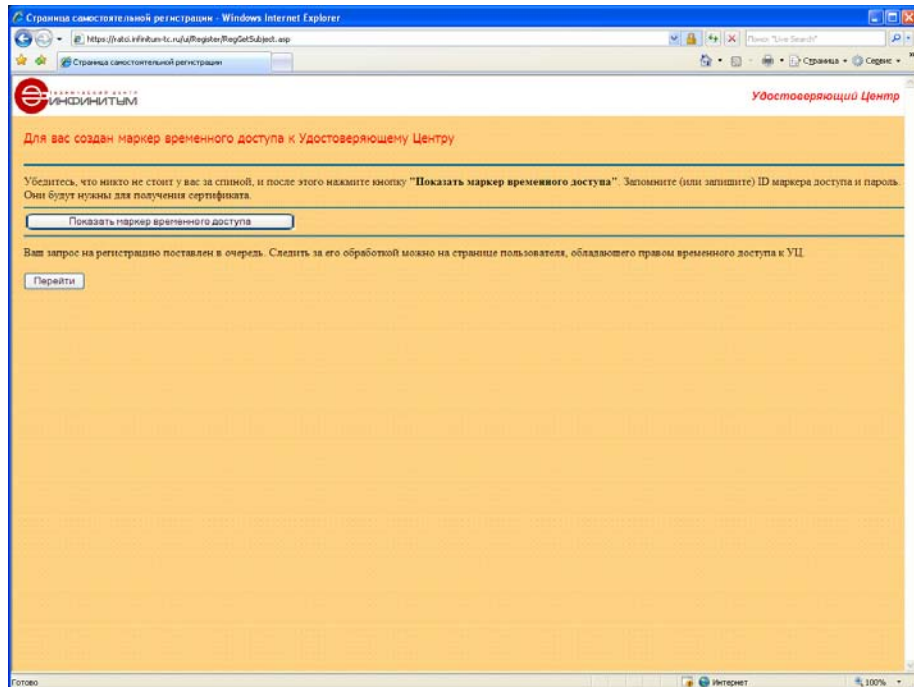 Страница самостоятельной регистрации - Windows Internet Explorer
https://ratci.infinitum-tc.ru/ui/Register/RegGetSubject.asp
Поиск "Live Search"
Страница самостоятельной регистрации
Страница
Сервис
ИНФИНИТУМ
Удостоверяющий Центр
Для вас создан маркер временного доступа к Удостоверяющему Центру
Убедитесь, что никто не стоит у вас за спиной, и после этого нажмите кнопку "Показать маркер временного доступа". Запомните (или запишите) ID маркера доступа и пароль.
Они будут нужны для получения сертификата.
Показать маркер временного доступа
Ваш запрос на регистрацию поставлен в очередь. Следить за его обработкой можно на странице пользователя, обладающего правом временного доступа к УЦ.
Перейти
Готово
Интернет
100%